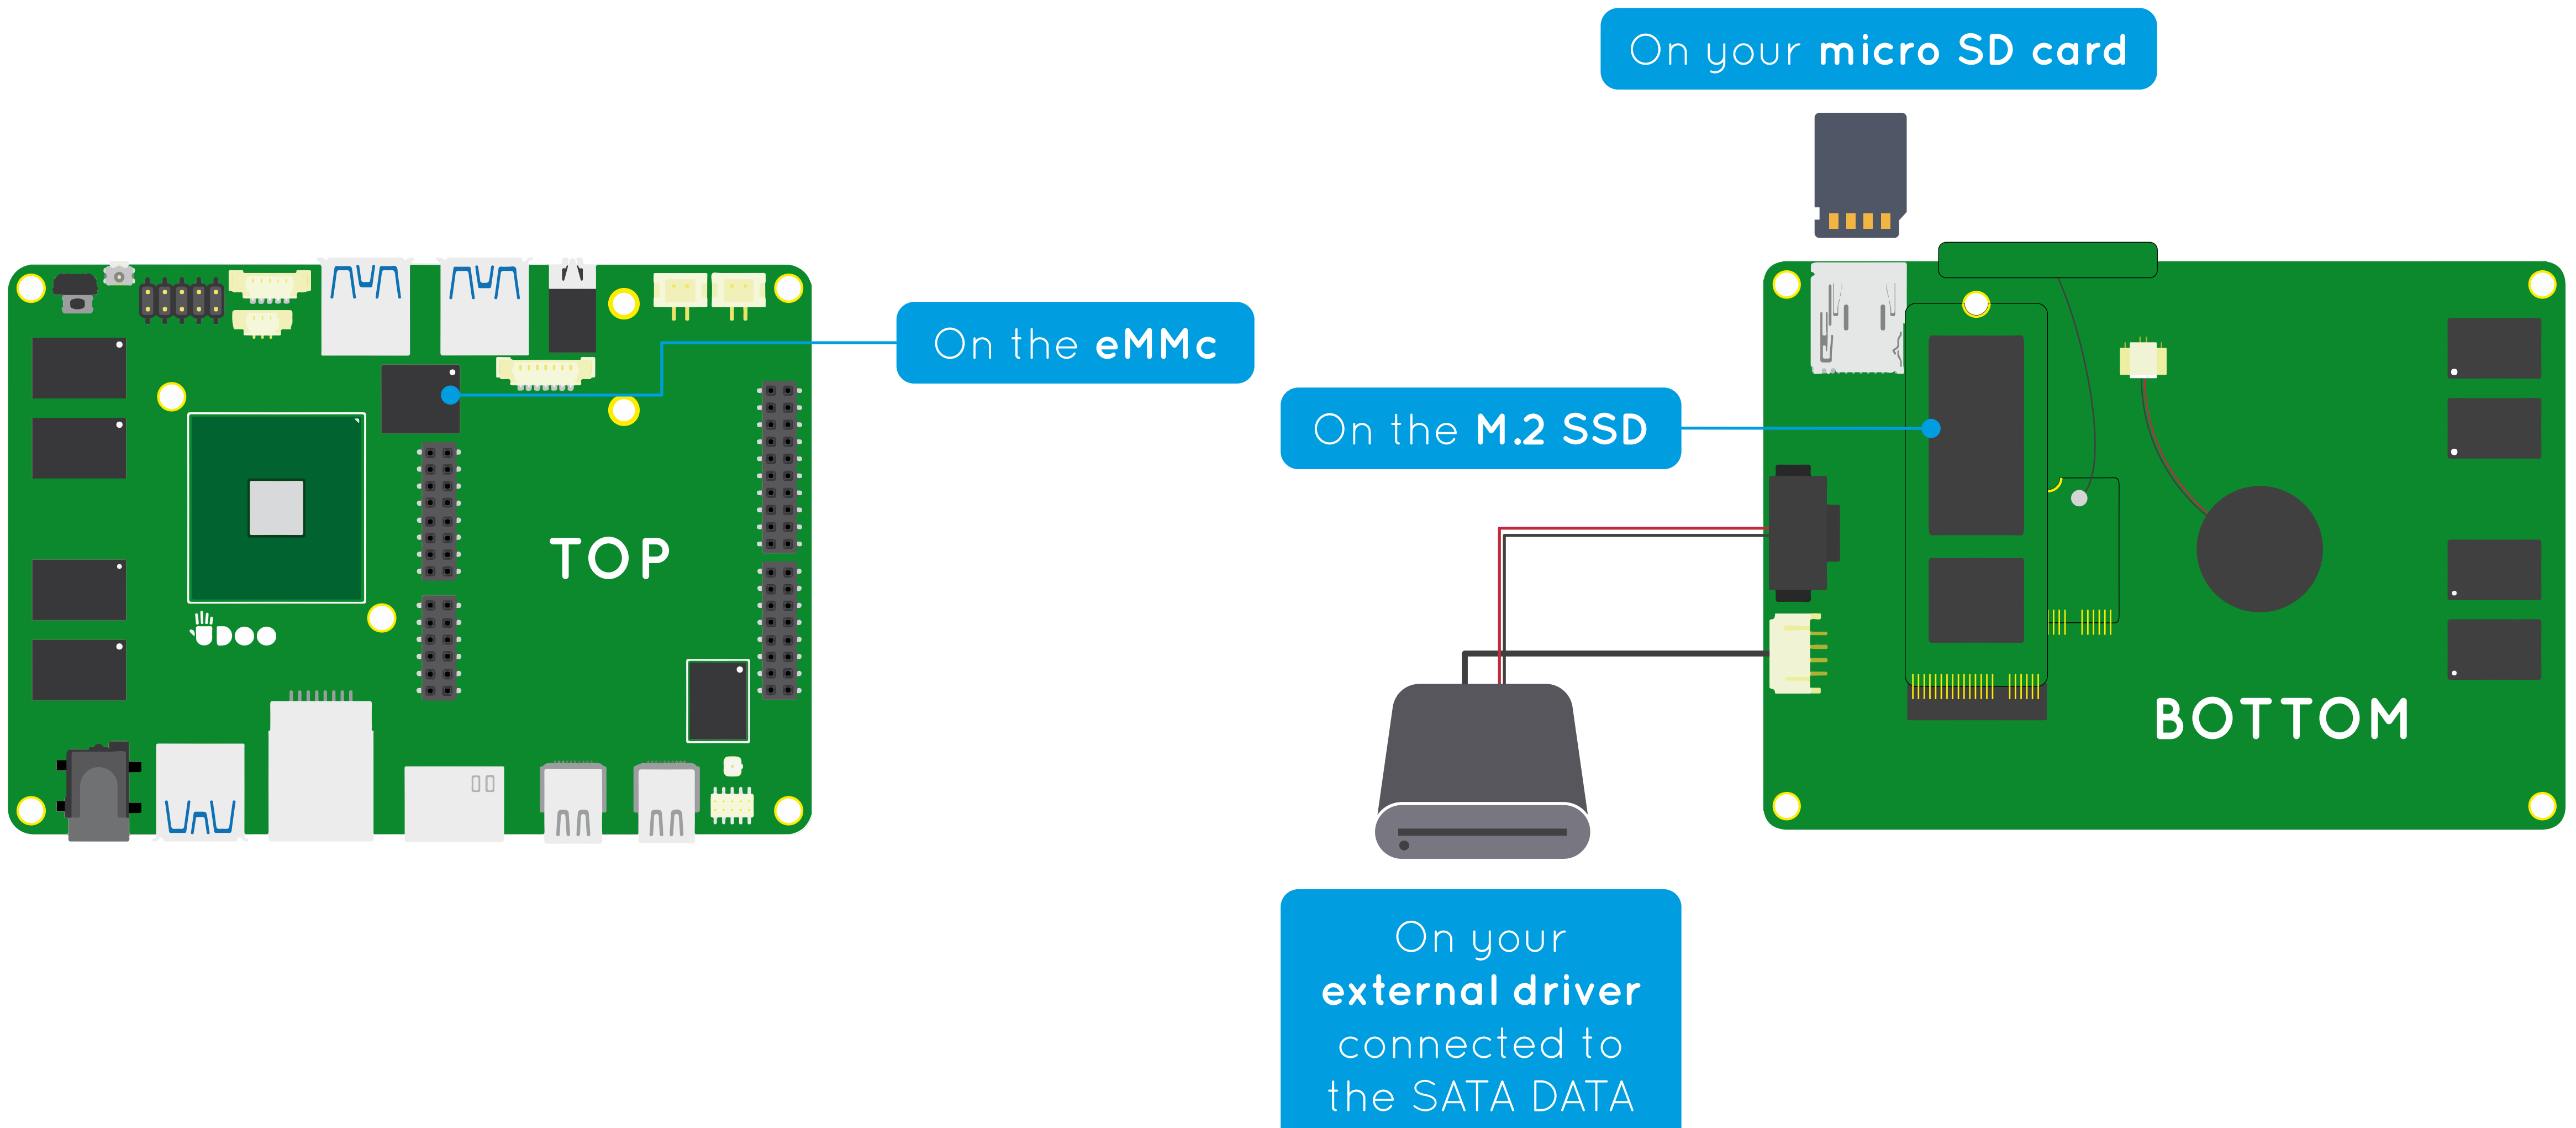 On your micro SD card
On the eMMc
On the M.2 SSD
TOP
UDOO
BOTTOM
On your
external driver
connected to
the SATA DATA